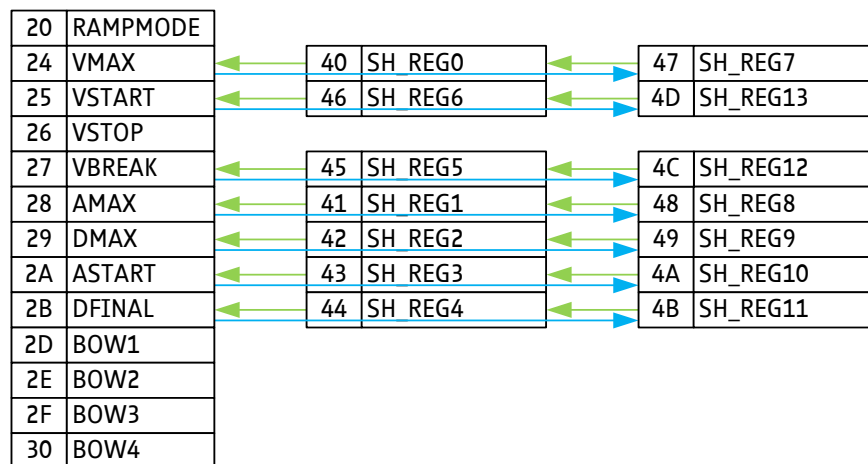 20 RAMPMODE
24 VMAX 40 SH_REG0 47 SH_REG7
25 VSTART 46 SH_REG6 4D SH_REG13
26 VSTOP
27 VBREAK 45 SH_REG5 4C SH_REG12
28 AMAX 41 SH_REG1 48 SH_REG8
29 DMAX 42 SH_REG2 49 SH_REG9
2A ASTART 43 SH_REG3 4A SH_REG10
2B DFINAL 44 SH_REG4 4B SH_REG11
2D BOW1
2E BOW2
2F BOW3
30 BOW4